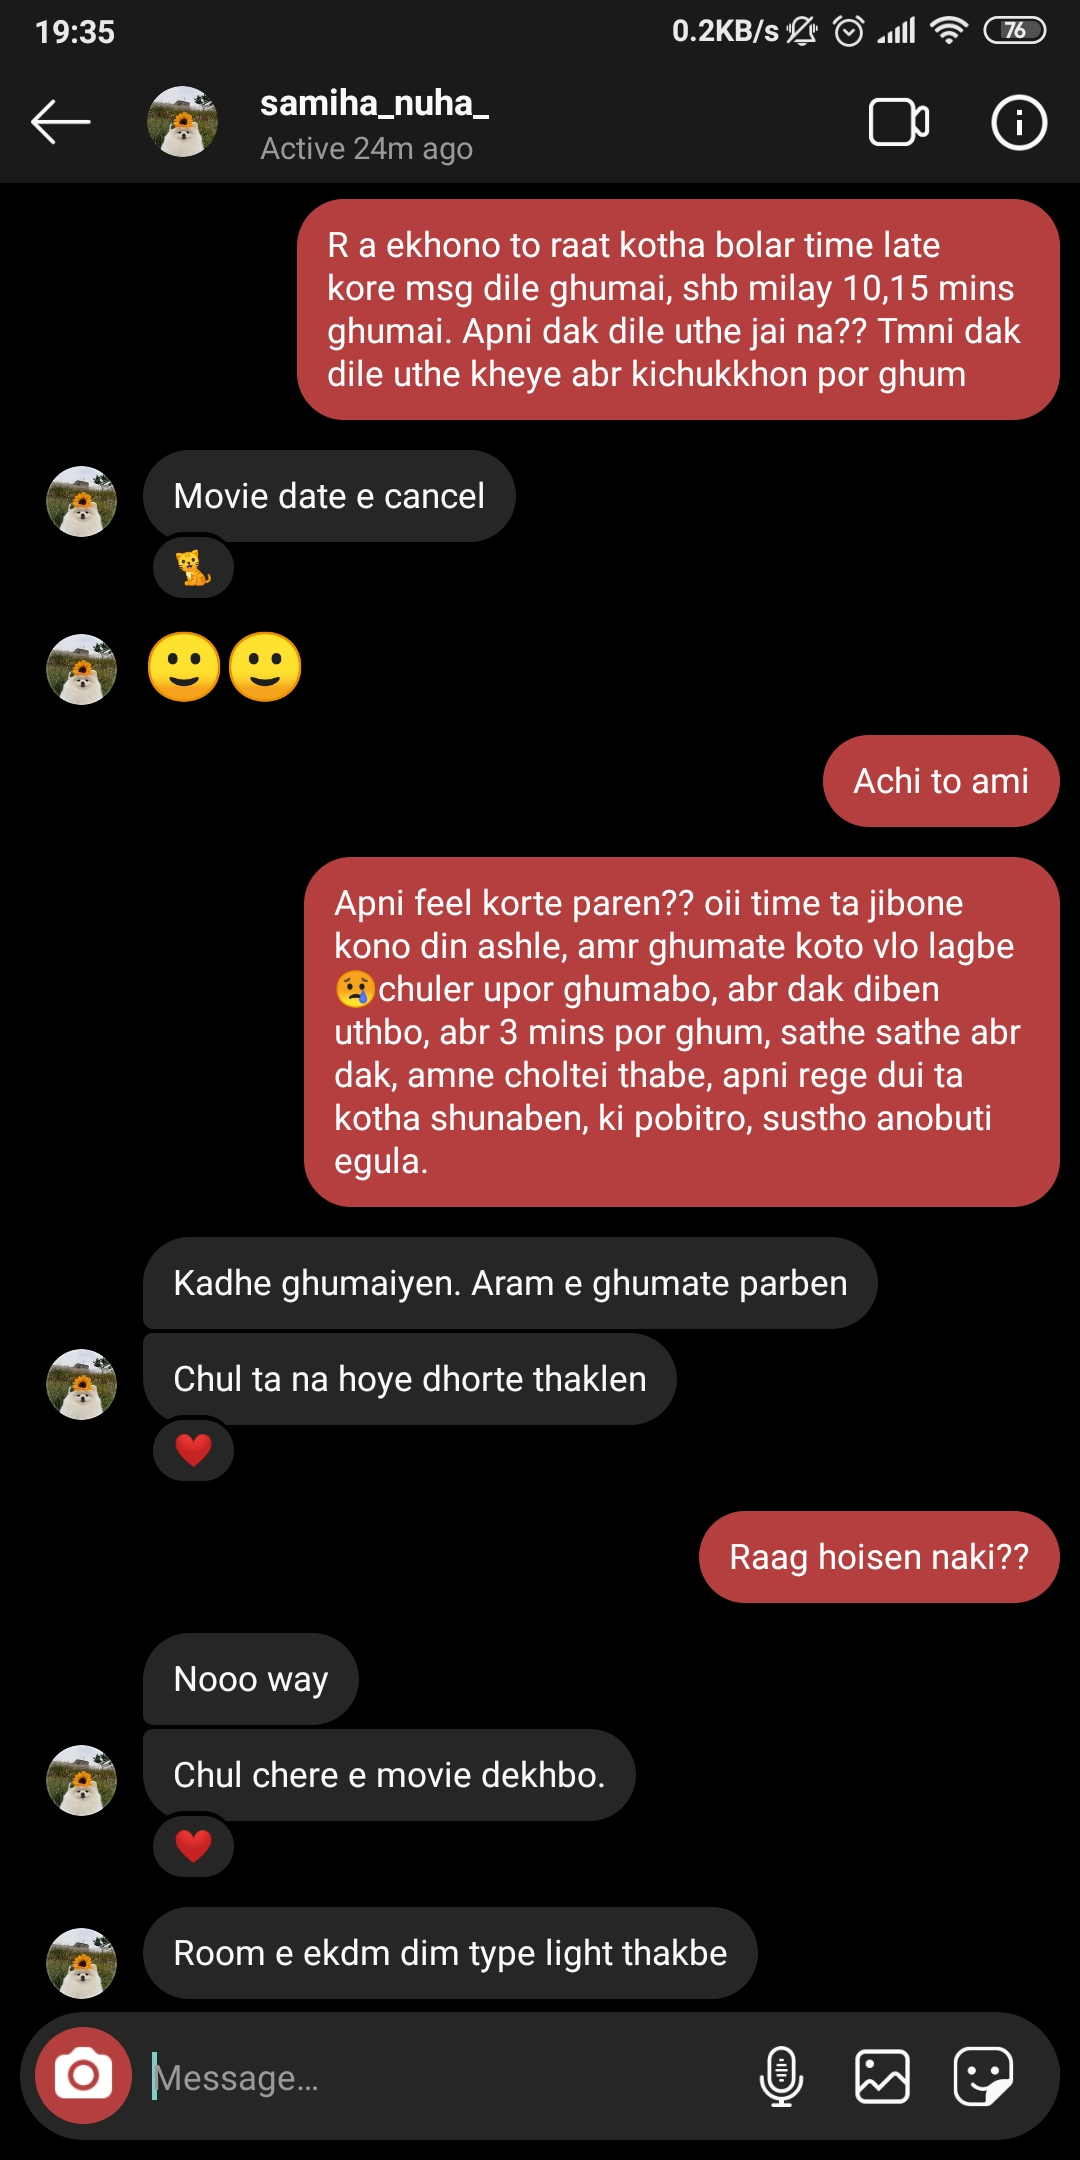 19:35
0.2KB/s
76
samiha_nuha_
Active 24m ago
R a ekhono to raat kotha bolar time late
kore msg dile ghumai, shb milay 10,15 mins
ghumai. Apni dak dile uthe jai na?? Tmni dak
dile uthe kheye abr kichukkhon por ghum
Movie date e cancel
🐈
🙂🙂
Achi to ami
Apni feel korte paren?? oii time ta jibone
kono din ashle, amr ghumate koto vlo lagbe
😢chuler upor ghumabo, abr dak diben
uthbo, abr 3 mins por ghum, sathe sathe abr
dak, amne choltei thabe, apni rege dui ta
kotha shunaben, ki pobitro, sustho anobuti
egula.
Kadhe ghumaiyen. Aram e ghumate parben
Chul ta na hoye dhorte thaklen
❤️
Raag hoisen naki??
Nooo way
Chul chere e movie dekhbo.
❤️
Room e ekdm dim type light thakbe
Message...